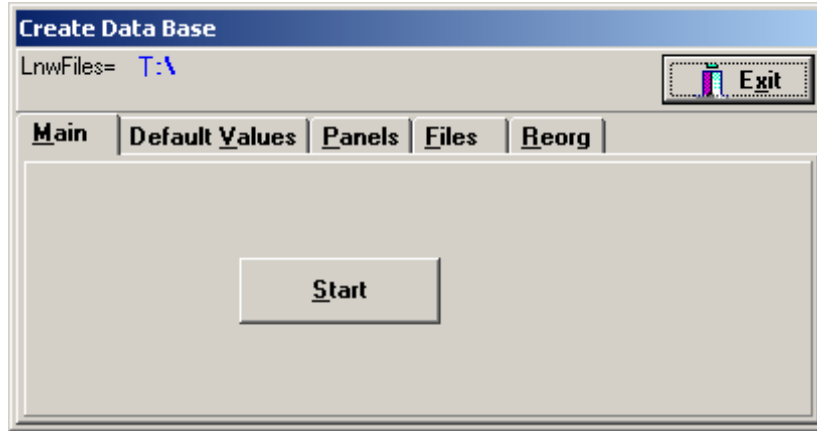 Create Data Base
LnwFiles= T:\
Exit
Main Default Values Panels Files Reorg
Start